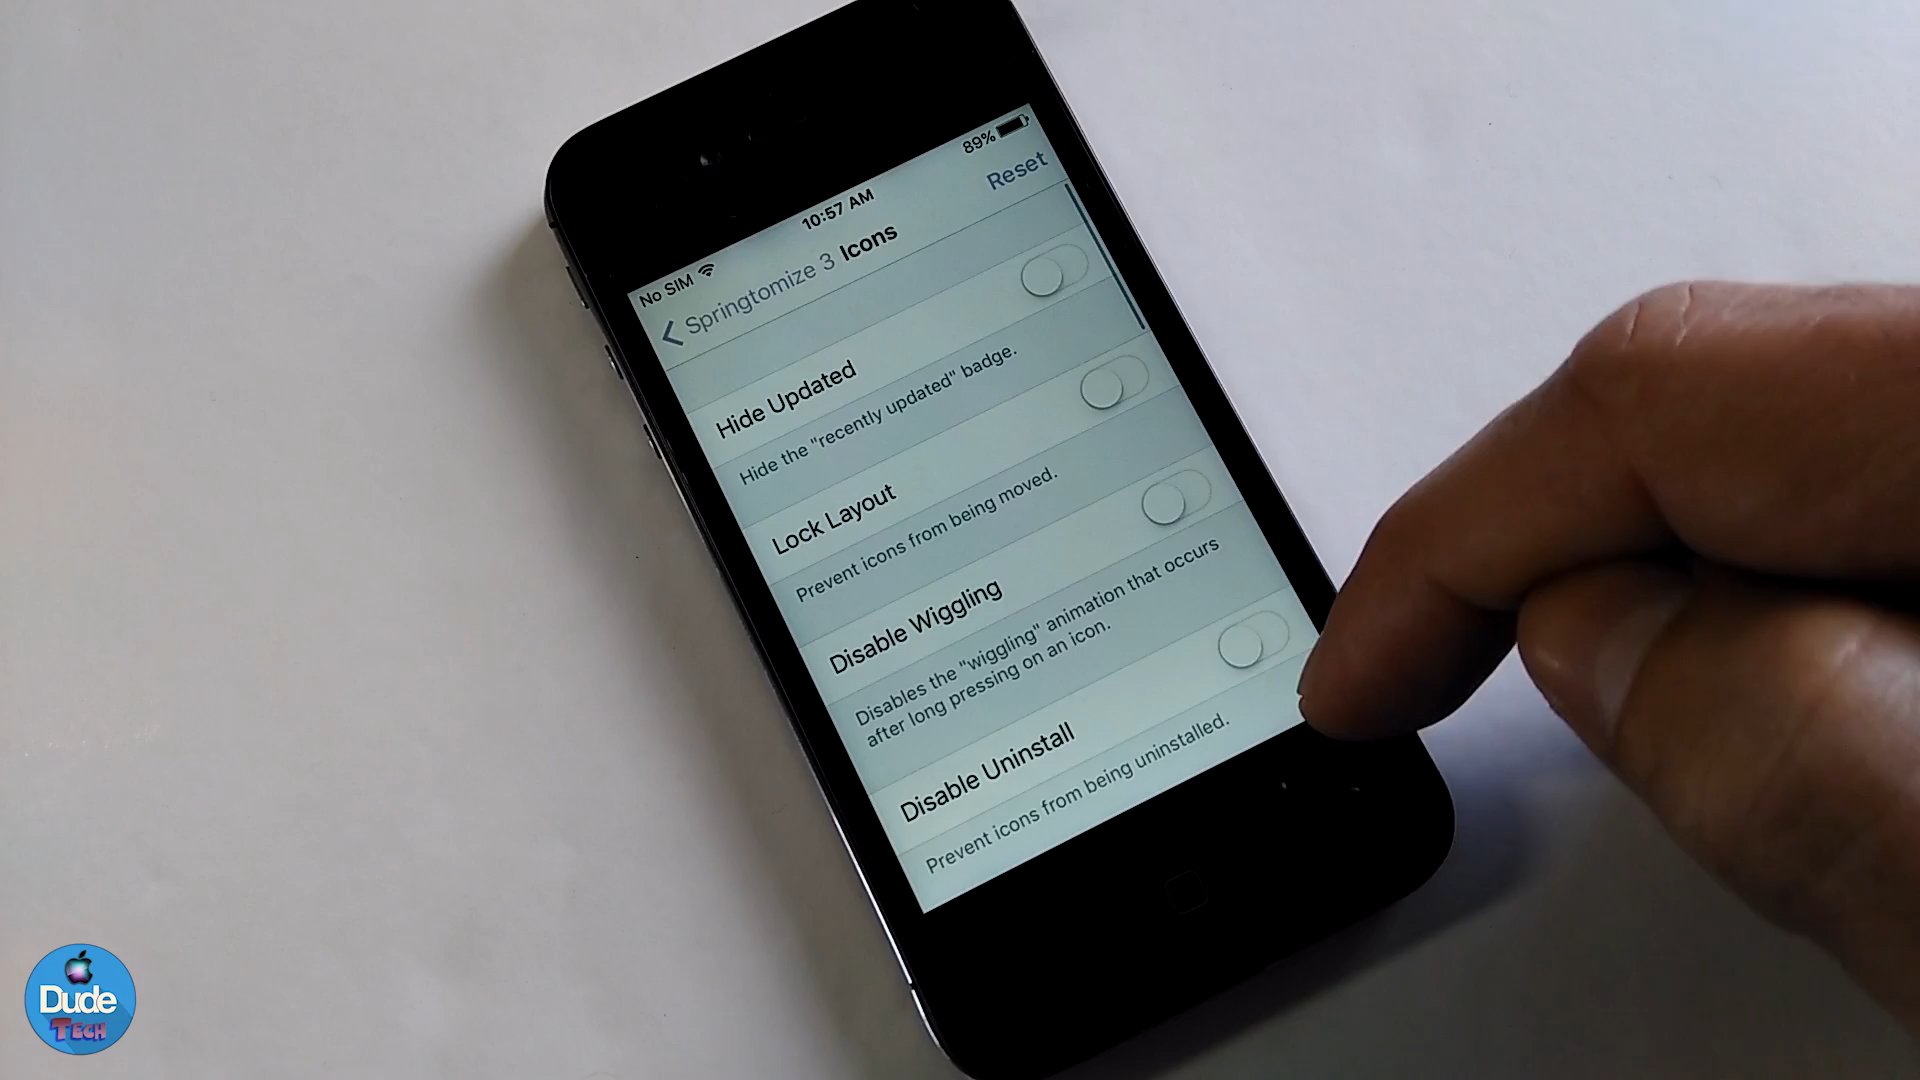 No SIM 10:57 AM 89%
Springtomize 3 Icons Reset
Hide Updated
Hide the "recently updated" badge.
Lock Layout
Prevent icons from being moved.
Disable Wiggling
Disables the "wiggling" animation that occurs
after long pressing on an icon.
Disable Uninstall
Prevent icons from being uninstalled.
Dude
TECH